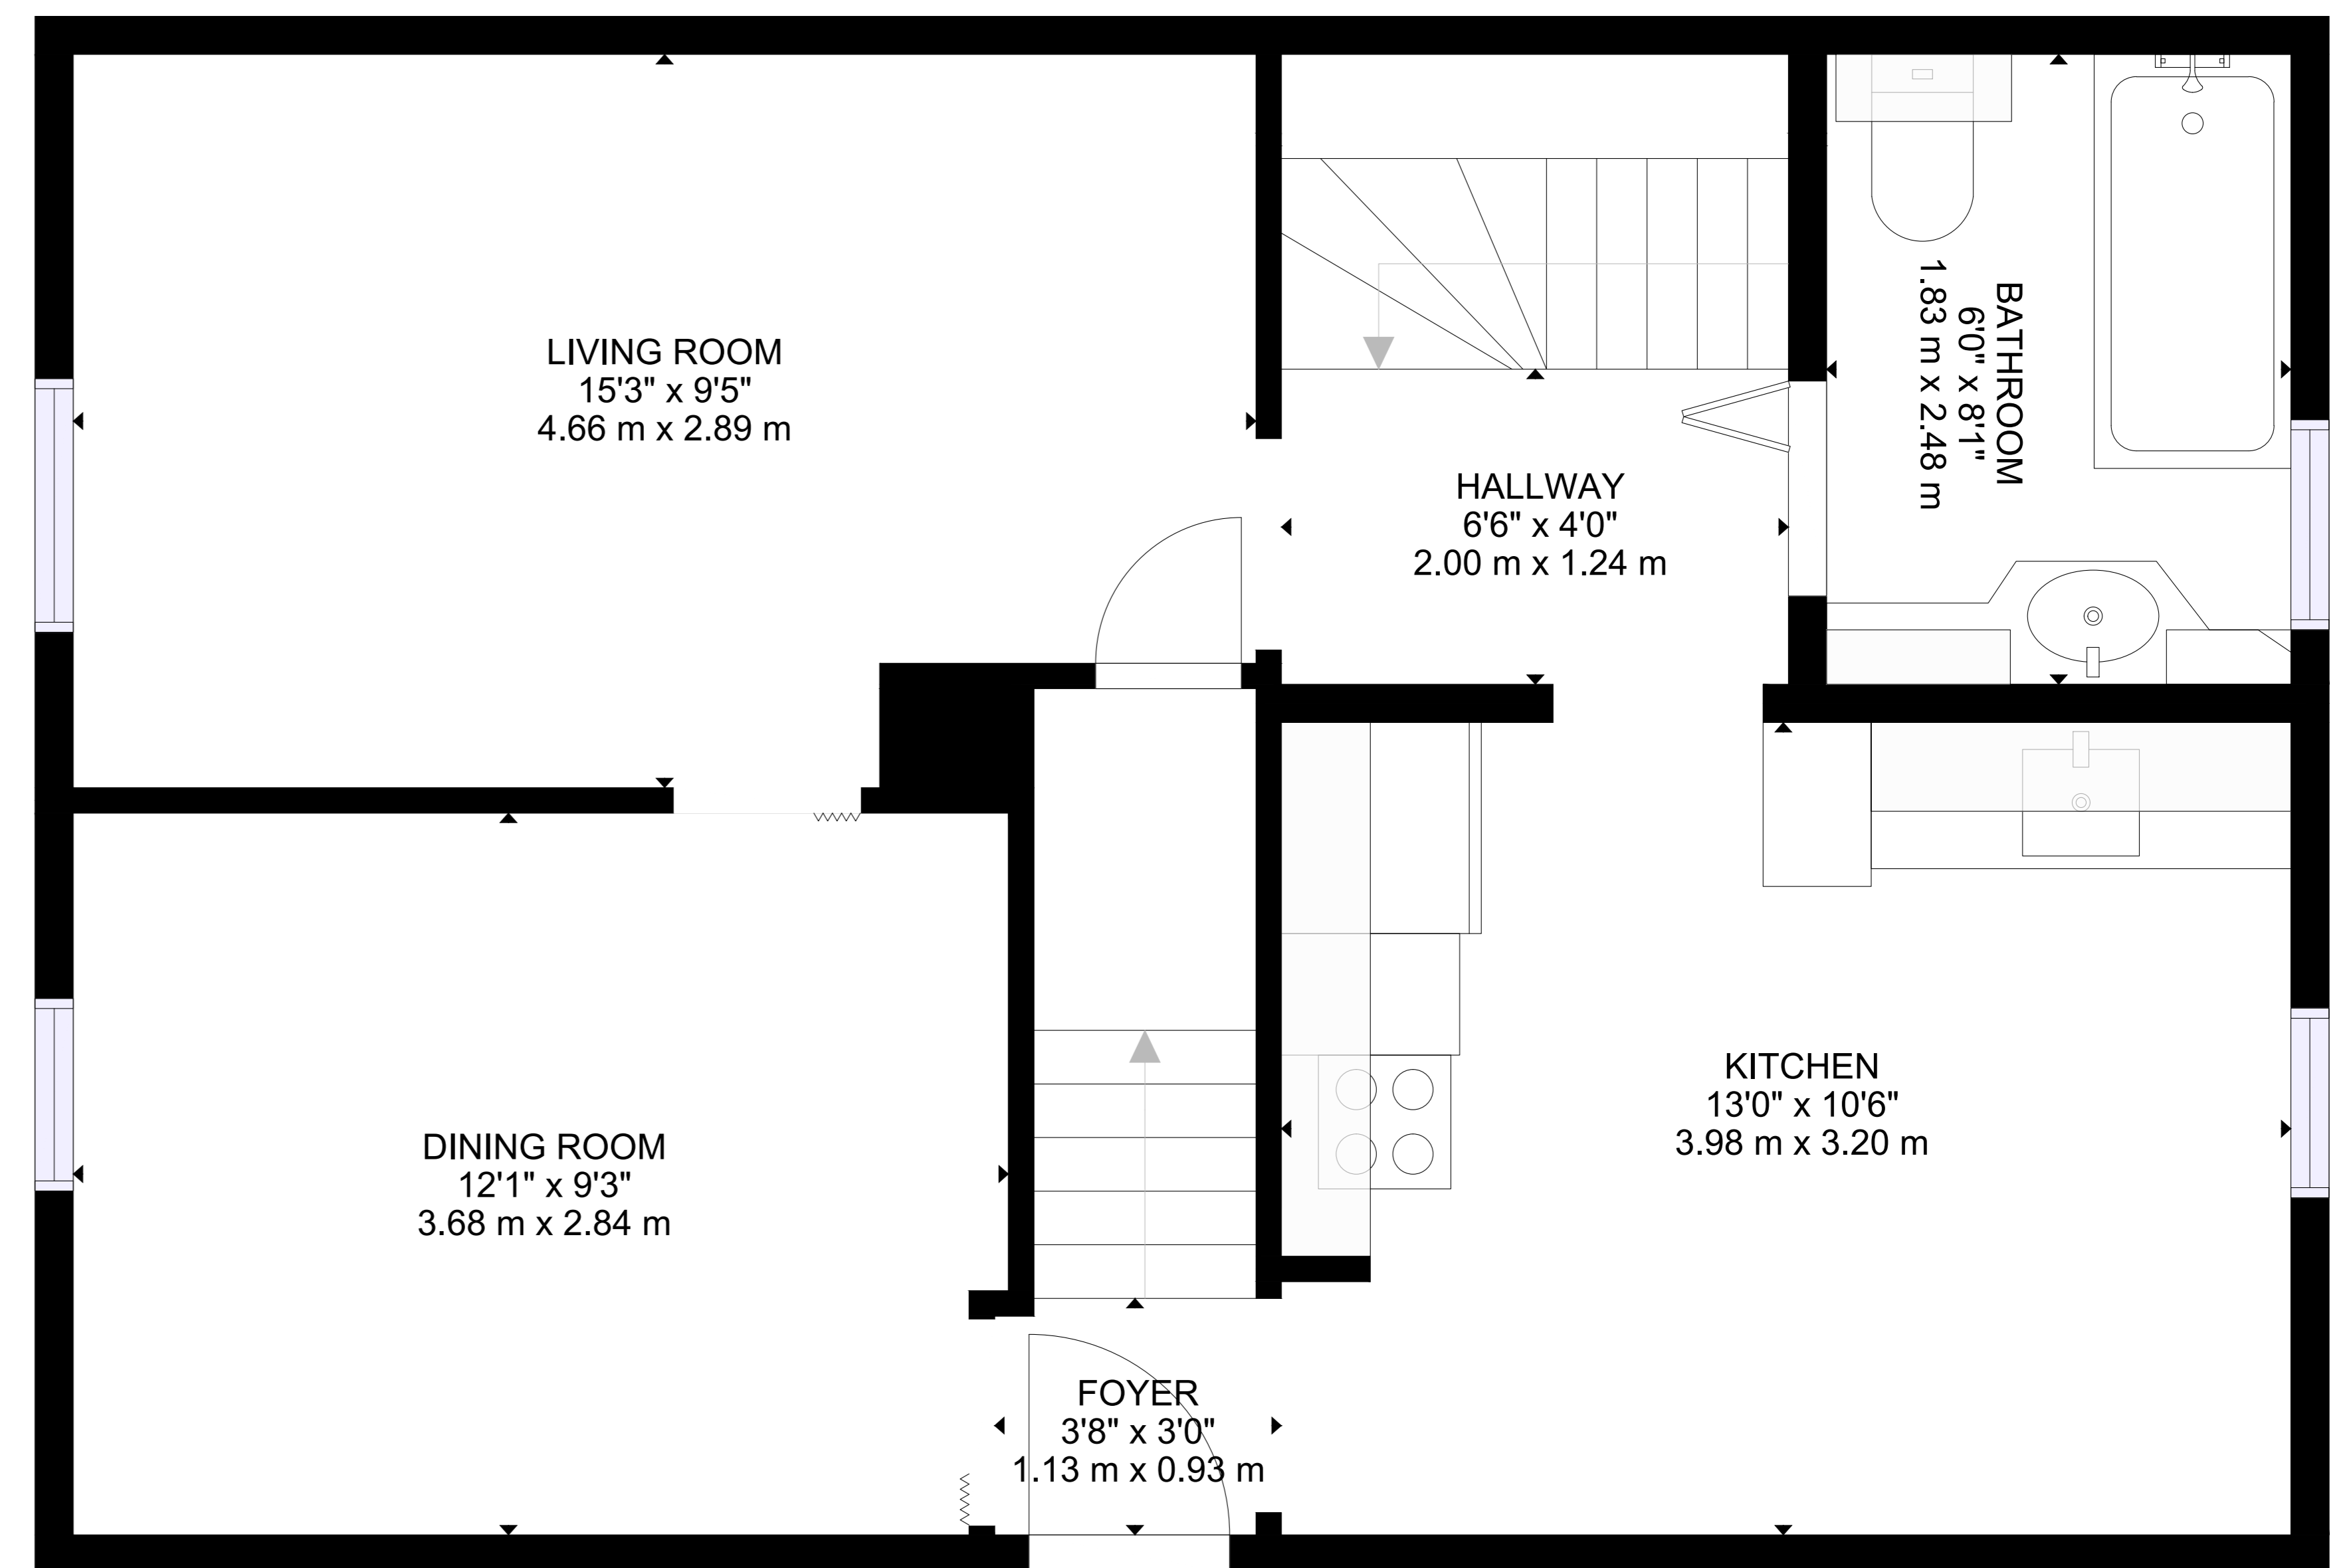 LIVING ROOM
15'3" x 9'5"
4.66 m x 2.89 m
BATHROOM
6'0" x 8'1"
1.83 m x 2.48 m
HALLWAY
6'6" x 4'0"
2.00 m x 1.24 m
KITCHEN
13'0" x 10'6"
3.98 m x 3.20 m
DINING ROOM
12'1" x 9'3"
3.68 m x 2.84 m
FOYER
3'8" x 3'0"
1.13 m x 0.93 m